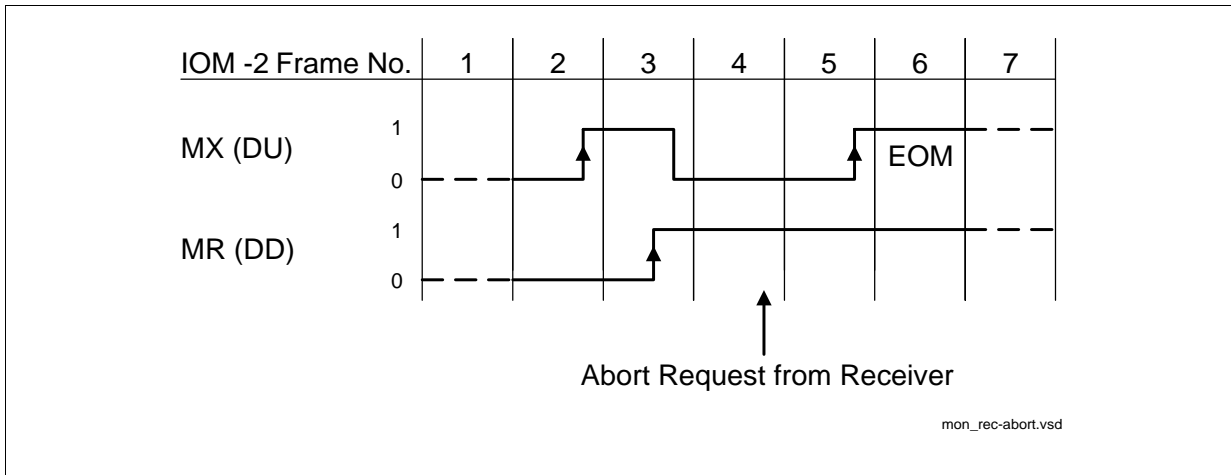 IOM -2 Frame No. 1 2 3 4 5 6 7
MX (DU) 1
0
EOM
MR (DD) 1
0
Abort Request from Receiver
mon_rec-abort.vsd